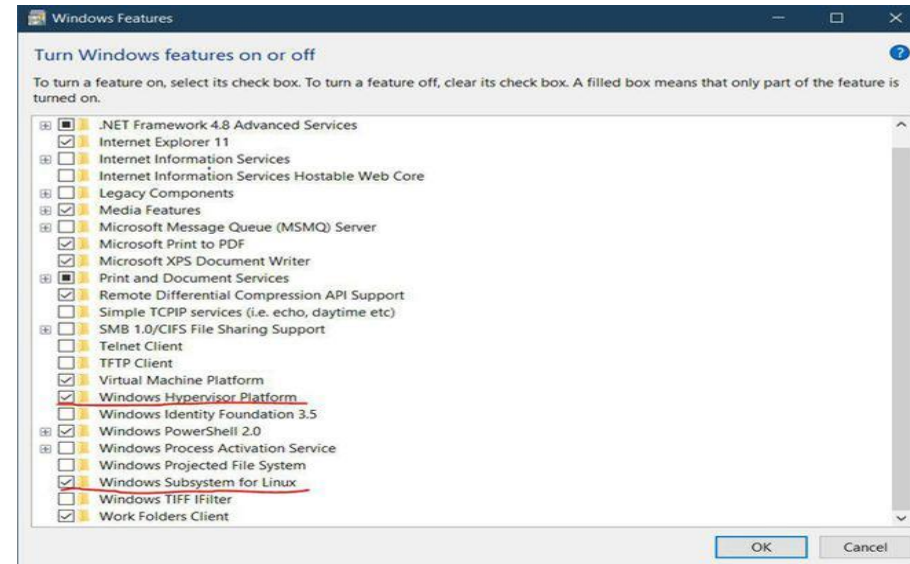 Windows Features
Turn Windows features on or off
To turn a feature on, select its check box. To turn a feature off, clear its check box. A filled box means that only part of the feature is
turned on.
.NET Framework 4.8 Advanced Services
Internet Explorer 11
Internet Information Services
Internet Information Services Hostable Web Core
Legacy Components
Media Features
Microsoft Message Queue (MSMQ) Server
Microsoft Print to PDF
Microsoft XPS Document Writer
Print and Document Services
Remote Differential Compression API Support
Simple TCPIP services (i.e. echo, daytime etc)
SMB 1.0/CIFS File Sharing Support
Telnet Client
TFTP Client
Virtual Machine Platform
Windows Hypervisor Platform
Windows Identity Foundation 3.5
Windows PowerShell 2.0
Windows Process Activation Service
Windows Projected File System
Windows Subsystem for Linux
Windows TIFF IFilter
Work Folders Client
OK Cancel